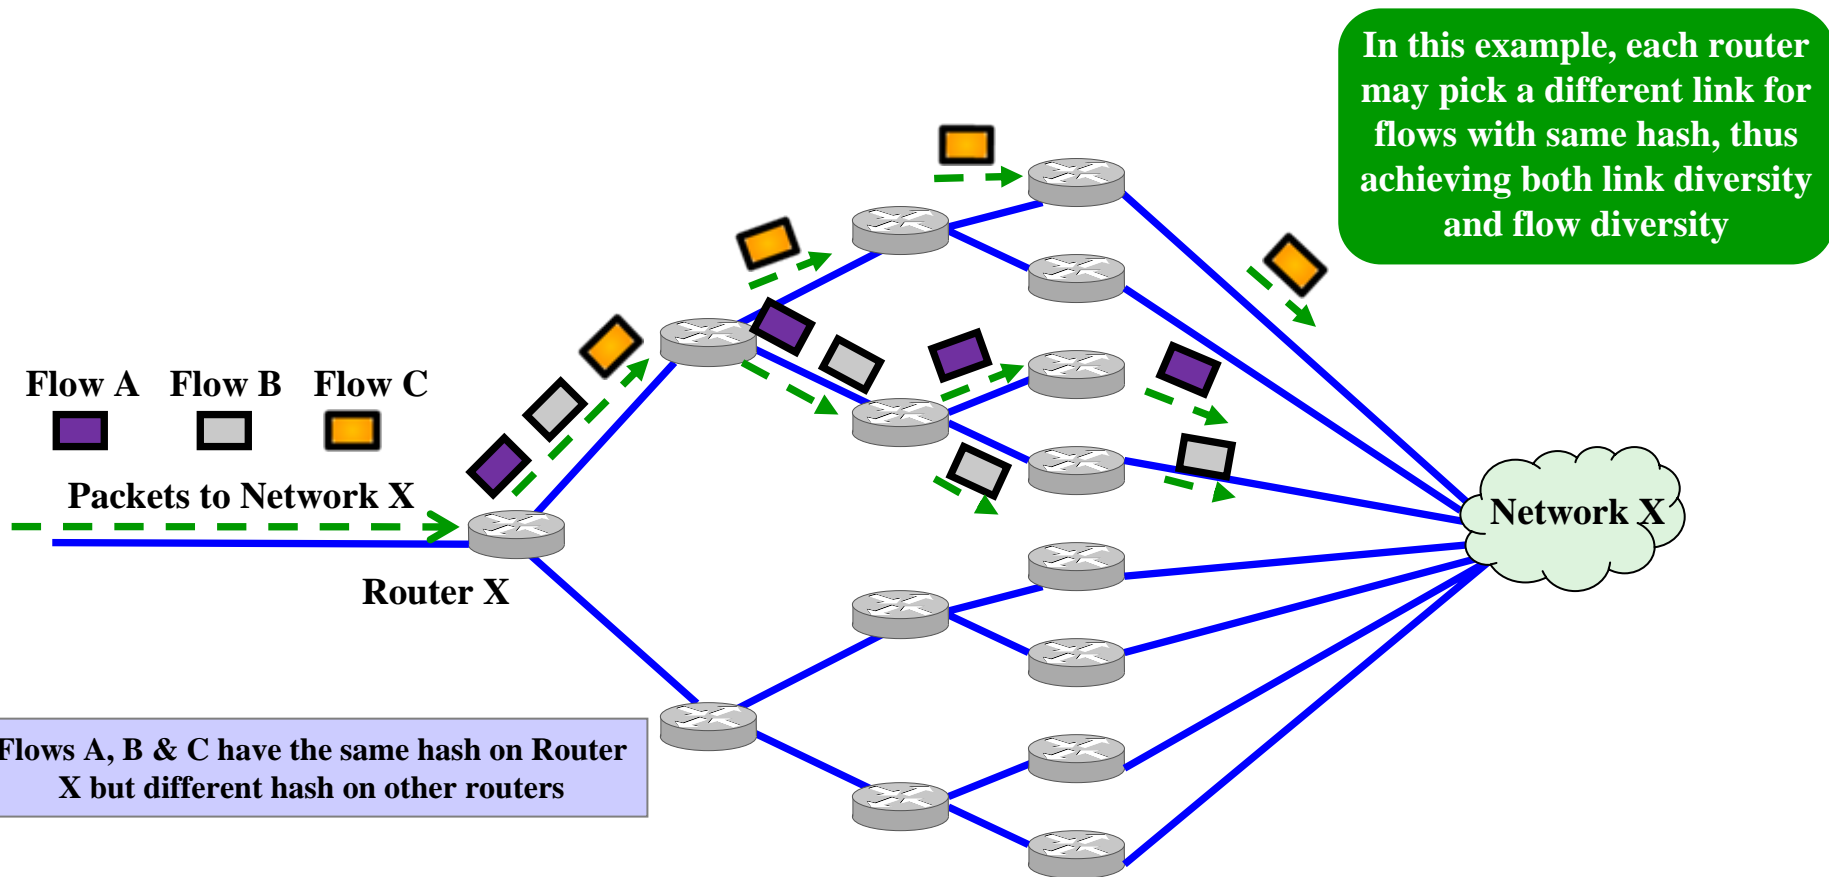 In this example, each router
may pick a different link for
flows with same hash, thus
achieving both link diversity
and flow diversity
Flow A Flow B Flow C
Packets to Network X
Network X
Router X
Flows A, B & C have the same hash on Router
X but different hash on other routers